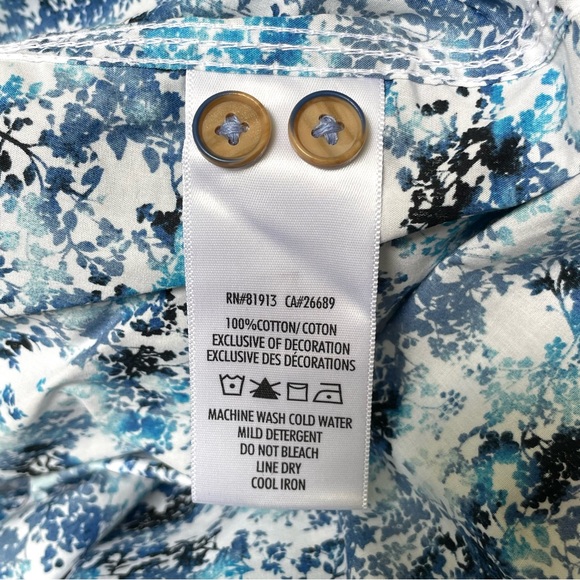 RN#81913 CA#26689
100%COTTON/ COTON
EXCLUSIVE OF DECORATION
EXCLUSIVE DES DÉCORATIONS
MACHINE WASH COLD WATER
MILD DETERGENT
DO NOT BLEACH
LINE DRY
COOL IRON